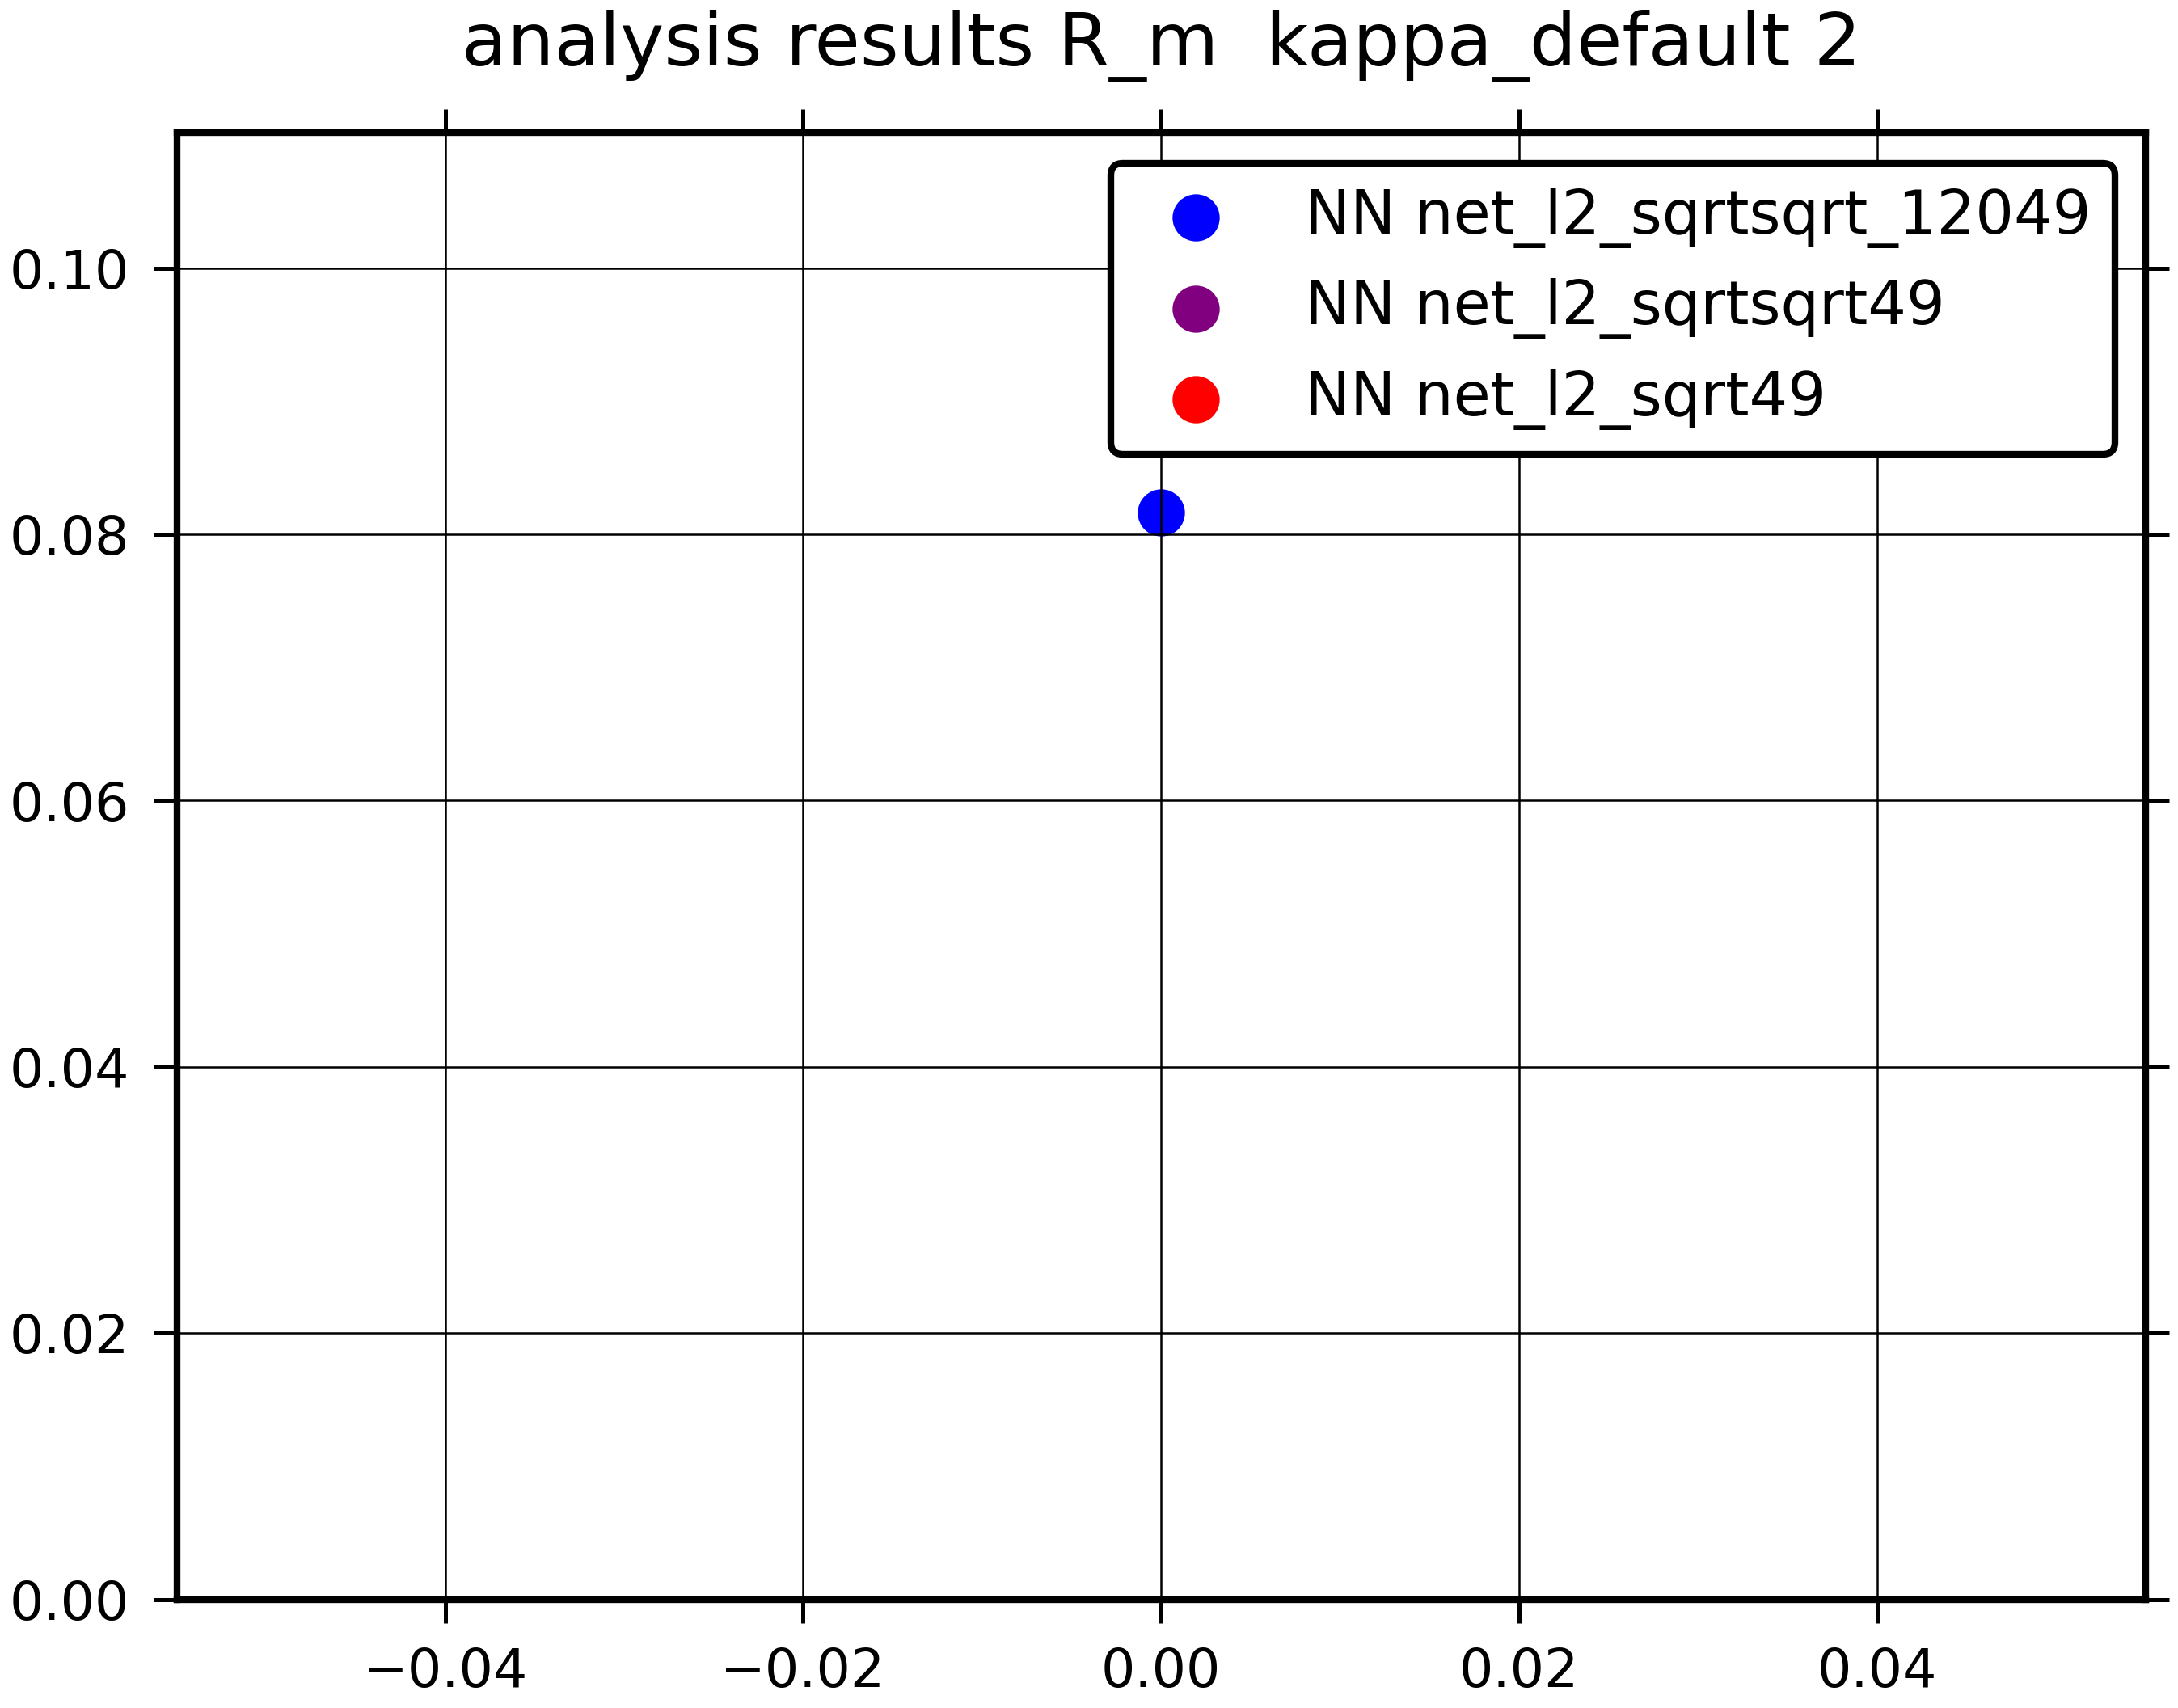 analysis results R_m  kappa_default 2
NN net_l2_sqrtsqrt_12049
NN net_l2_sqrtsqrt49
NN net_l2_sqrt49
0.10
0.08
0.06
0.04
0.02
0.00
−0.04
−0.02
0.00
0.02
0.04